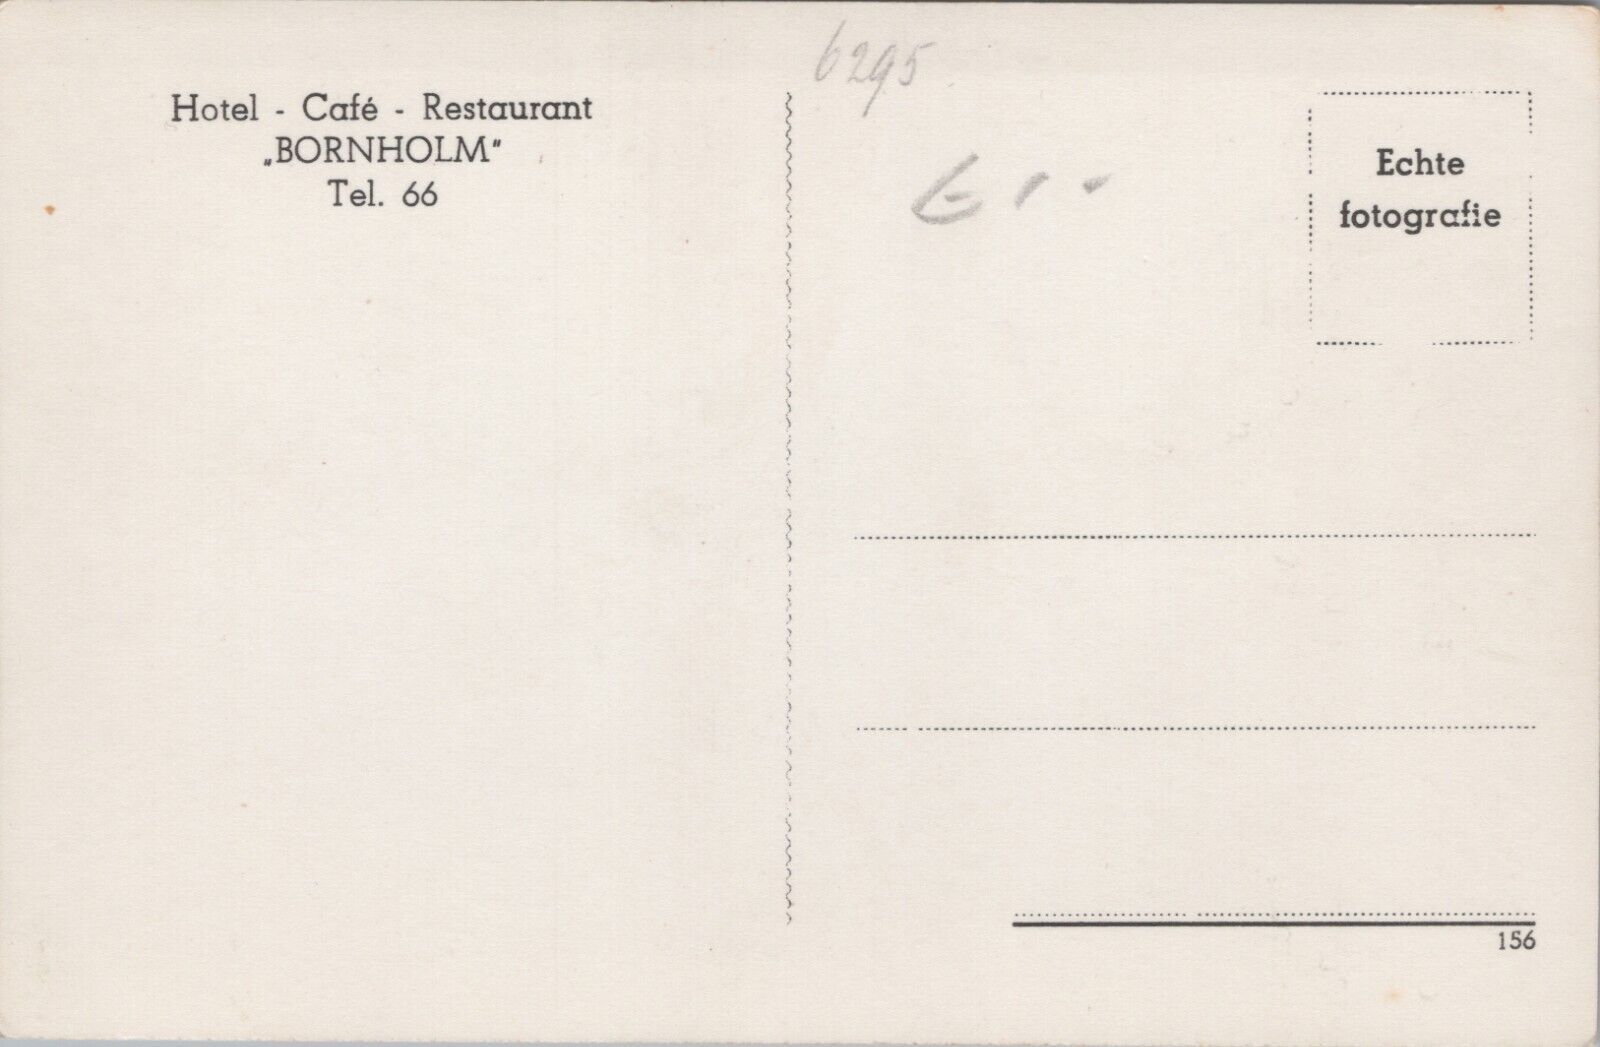 Hotel - Café - Restaurant
„BORNHOLM"
Tel. 66
6295
Echte
fotografie
156